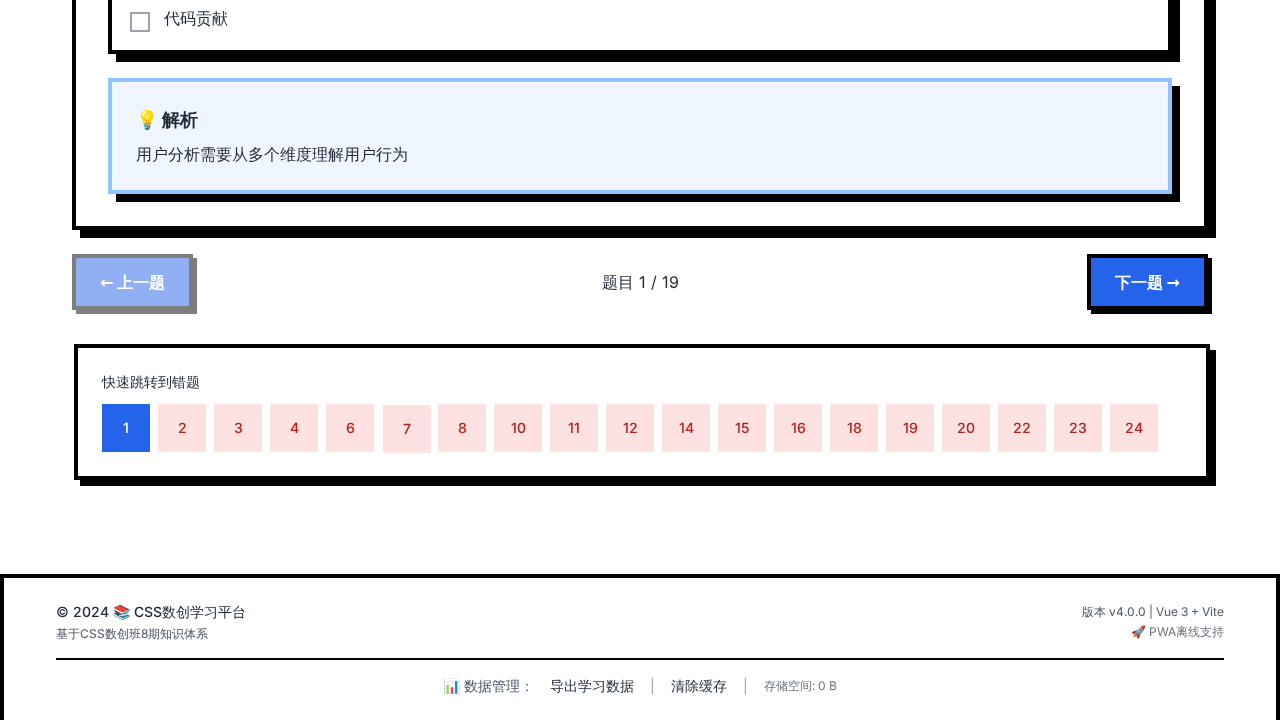 代码贡献
💡 解析
用户分析需要从多个维度理解用户行为
← 上一题
题目 1 / 19
下一题 →
快速跳转到错题
1 2 3 4 6 7 8 10 11 12 14 15 16 18 19 20 22 23 24
© 2024 📚 CSS数创学习平台
基于CSS数创班8期知识体系
版本 v4.0.0 | Vue 3 + Vite
🚀 PWA离线支持
📊 数据管理： 导出学习数据 | 清除缓存 | 存储空间: 0 B